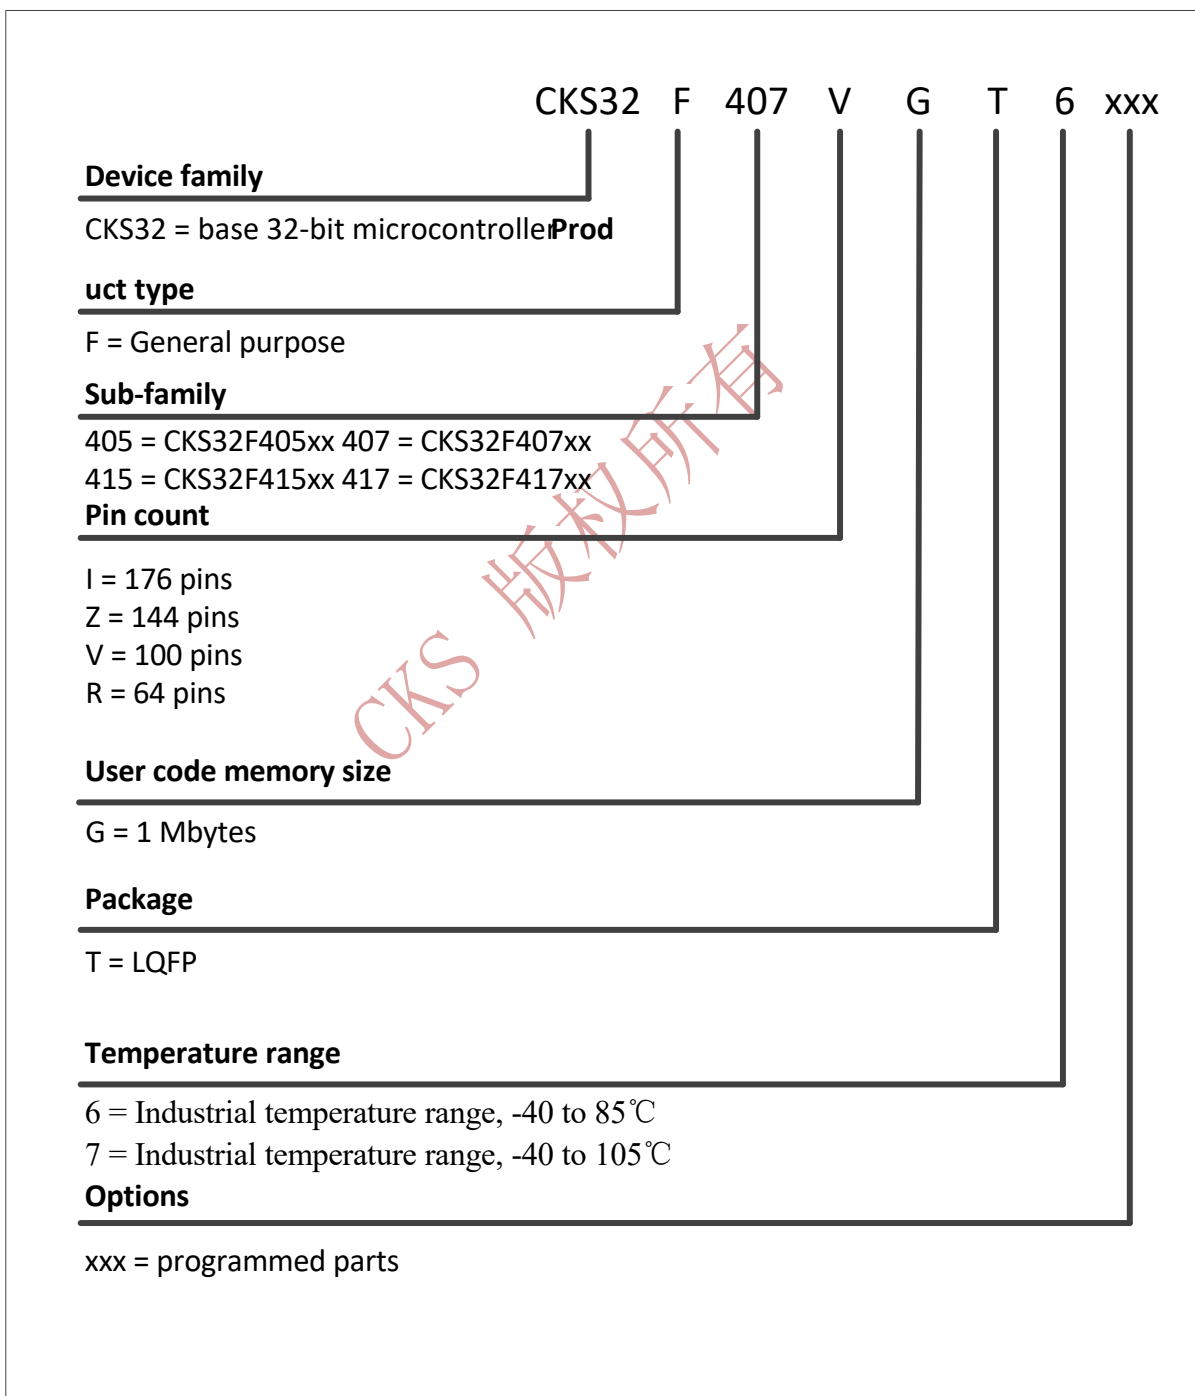 CKS32 F 407 V G T 6 xxx
Device family
CKS32 = base 32-bit microcontrollerProd
uct type
F = General purpose
Sub-family
405 = CKS32F405xx 407 = CKS32F407xx
415 = CKS32F415xx 417 = CKS32F417xx
Pin count
I = 176 pins
Z = 144 pins
V = 100 pins
R = 64 pins
User code memory size
G = 1 Mbytes
Package
T = LQFP
Temperature range
6 = Industrial temperature range, -40 to 85℃
7 = Industrial temperature range, -40 to 105℃
Options
xxx = programmed parts
CKS 版权所有